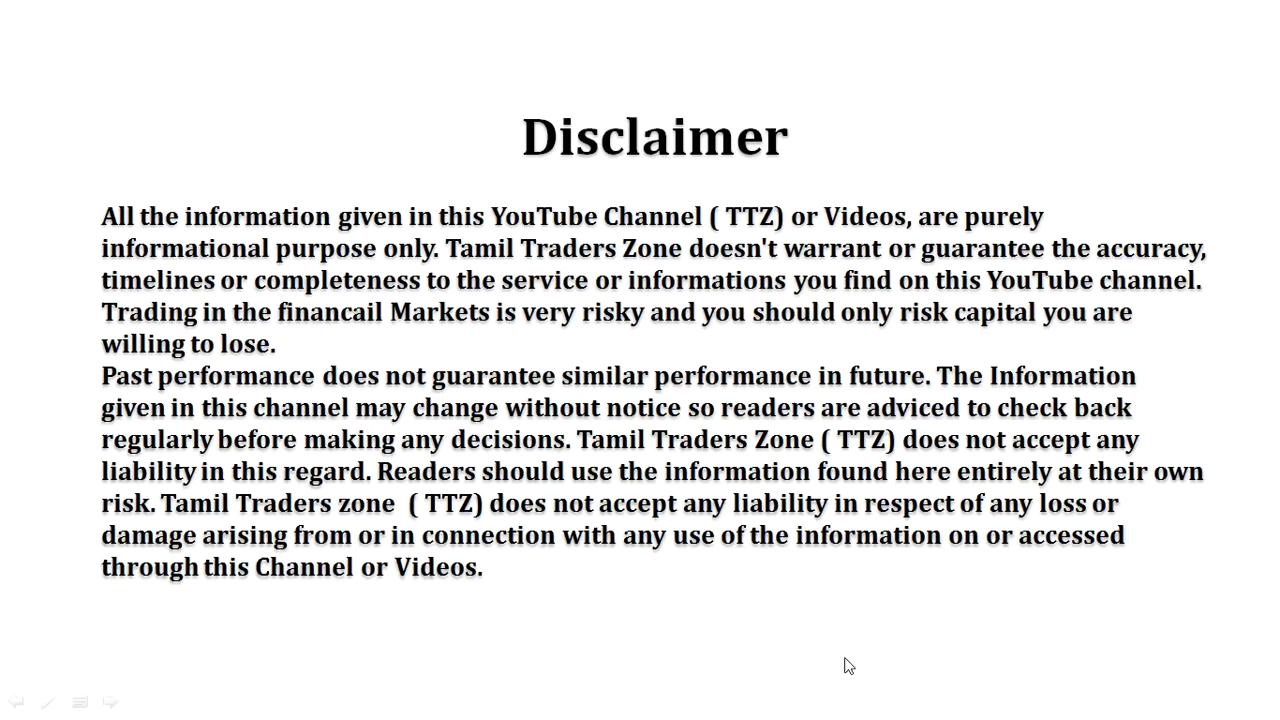 Disclaimer
All the information given in this YouTube Channel ( TTZ) or Videos, are purely
informational purpose only. Tamil Traders Zone doesn't warrant or guarantee the accuracy,
timelines or completeness to the service or informations you find on this YouTube channel.
Trading in the financail Markets is very risky and you should only risk capital you are
willing to lose.
Past performance does not guarantee similar performance in future. The Information
given in this channel may change without notice so readers are adviced to check back
regularly before making any decisions. Tamil Traders Zone ( TTZ) does not accept any
liability in this regard. Readers should use the information found here entirely at their own
risk. Tamil Traders zone  ( TTZ) does not accept any liability in respect of any loss or
damage arising from or in connection with any use of the information on or accessed
through this Channel or Videos.